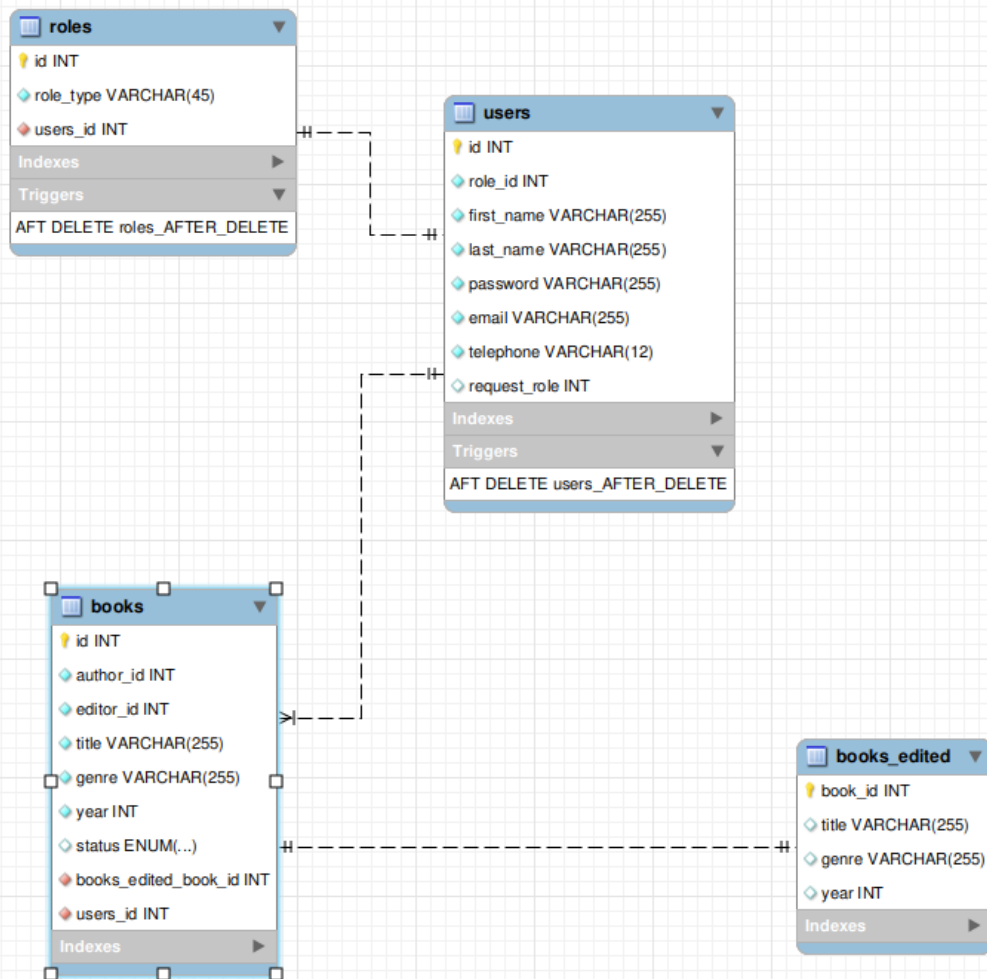 roles
id INT
role_type VARCHAR(45)
users_id INT
Indexes
Triggers
AFT DELETE roles_AFTER_DELETE
users
id INT
role_id INT
first_name VARCHAR(255)
last_name VARCHAR(255)
password VARCHAR(255)
email VARCHAR(255)
telephone VARCHAR(12)
request_role INT
Indexes
Triggers
AFT DELETE users_AFTER_DELETE
books
id INT
author_id INT
editor_id INT
title VARCHAR(255)
genre VARCHAR(255)
year INT
status ENUM(...)
books_edited_book_id INT
users_id INT
Indexes
books_edited
book_id INT
title VARCHAR(255)
genre VARCHAR(255)
year INT
Indexes